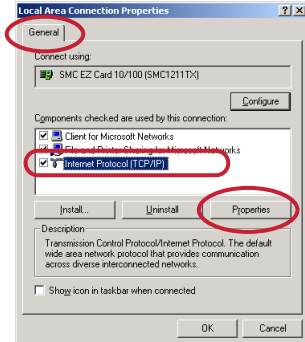 Local Area Connection Properties
General
Connect using:
SMC EZ Card 10/100 (SMC1211TX)
Configure
Components checked are used by this connection:
Client for Microsoft Networks
File and Printer Sharing for Microsoft Networks
Internet Protocol (TCP/IP)
Install... Uninstall Properties
Description
Transmission Control Protocol/Internet Protocol. The default
wide area network protocol that provides communication
across diverse interconnected networks.
Show icon in taskbar when connected
OK Cancel